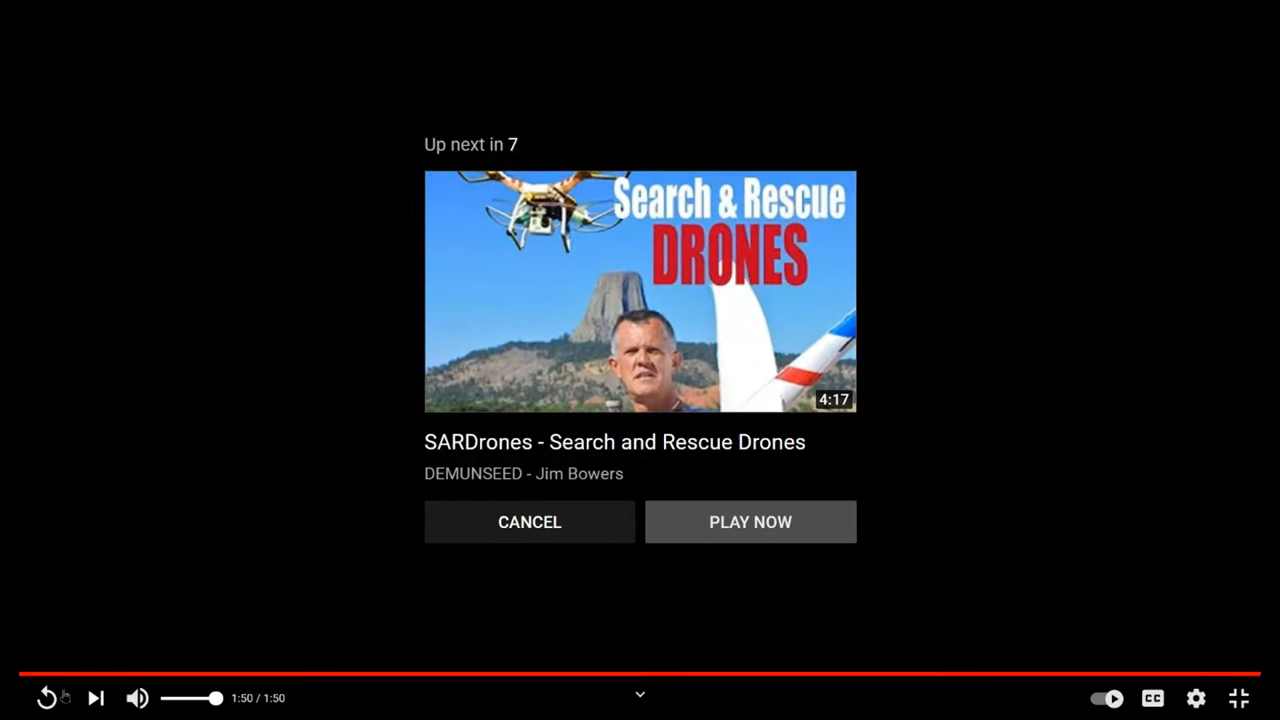 Up next in 7
Search & Rescue
DRONES
4:17
SARDrones - Search and Rescue Drones
DEMUNSEED - Jim Bowers
CANCEL
PLAY NOW
1:50 / 1:50
CC